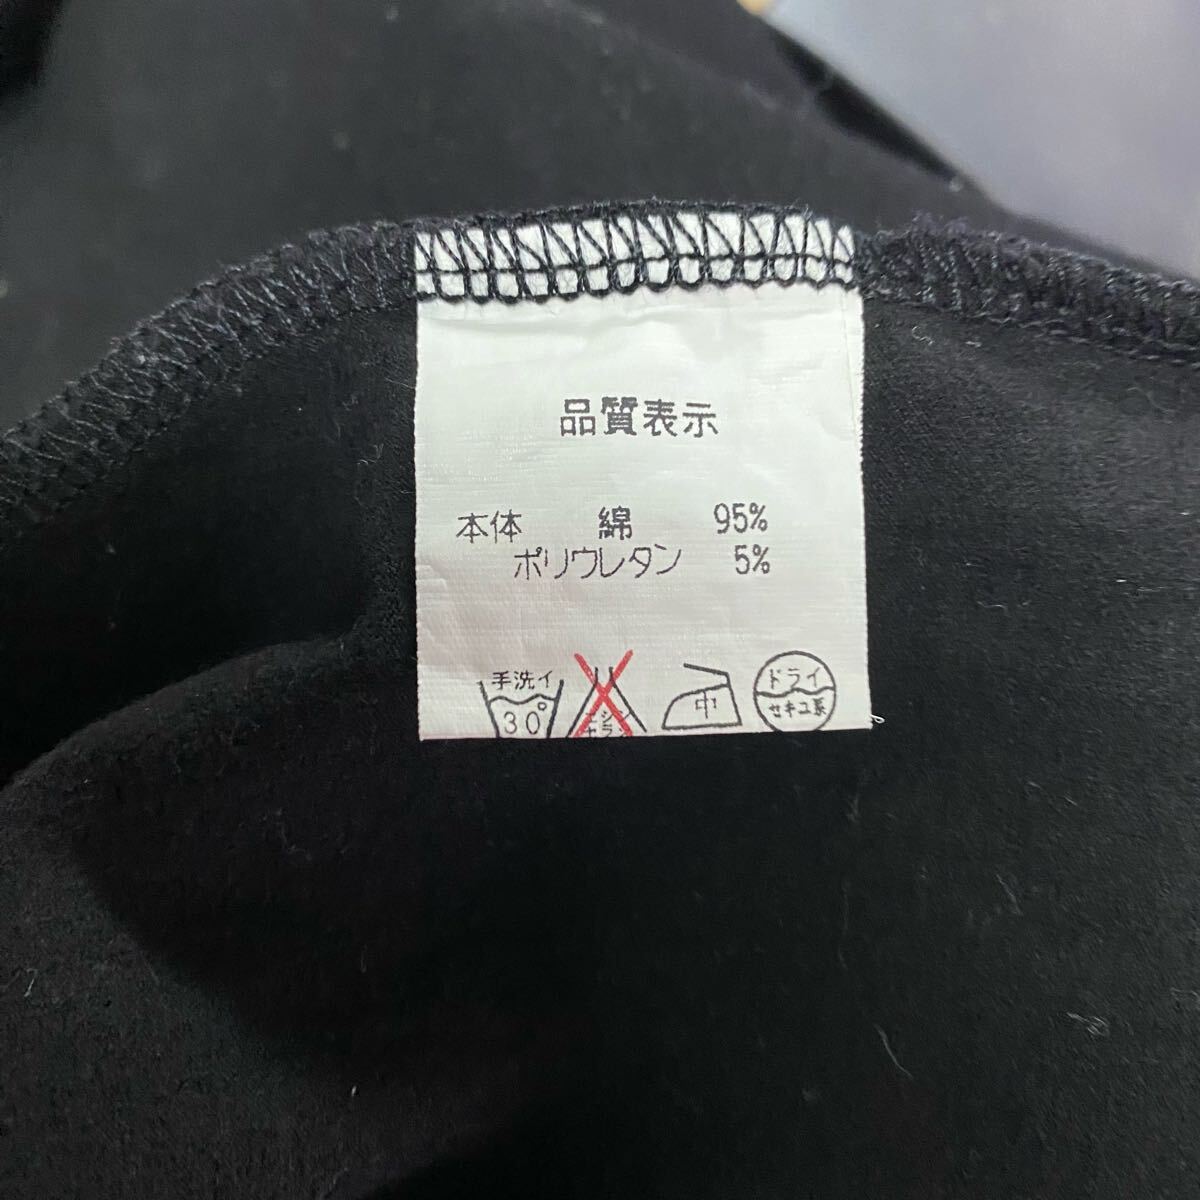 品質表示
本体 綿 95%
ポリウレタン 5%
手洗イ
30°
中
ドライ
セキユ系